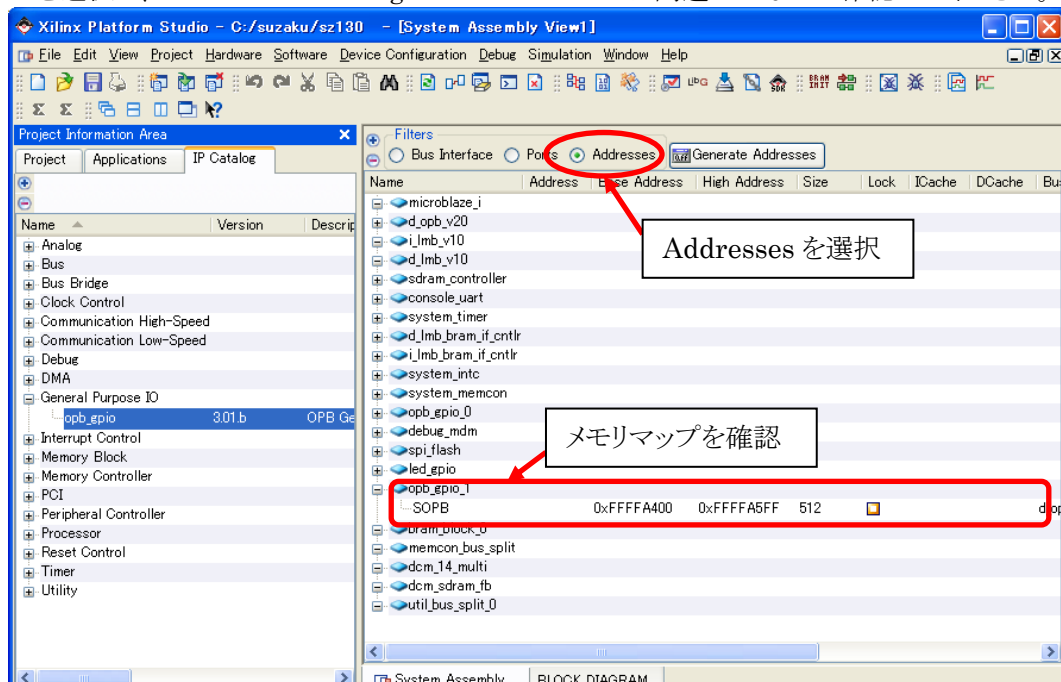 Xilinx Platform Studio - C:/suzaku/sz130 - [System Assembly View1]
File Edit View Project Hardware Software Device Configuration Debug Simulation Window Help
Project Information Area
Project Applications IP Catalog
Name Version Descrip
Analog
Bus
Bus Bridge
Clock Control
Communication High-Speed
Communication Low-Speed
Debug
DMA
General Purpose IO
opb_gpio 3.01.b OPB Ge
Interrupt Control
Memory Block
Memory Controller
PCI
Peripheral Controller
Processor
Reset Control
Timer
Utility
Filters
Bus Interface Ports Addresses Generate Addresses
Name Address Base Address High Address Size Lock ICache DCache Bu
microblaze_i
d_opb_v20
i_lmb_v10
d_lmb_v10
sdram_controller
console_uart
system_timer
d_lmb_bram_if_cntlr
i_lmb_bram_if_cntlr
system_intc
system_memcon
opb_gpio_0
debug_mdm
spi_flash
led_gpio
opb_gpio_1
SOPB 0xFFFFA400 0xFFFFA5FF 512
bram_block_0
memcon_bus_split
dcm_14_multi
dcm_sdram_fb
util_bus_split_0
Addresses を選択
メモリマップを確認
System Assembly BLOCK DIAGRAM